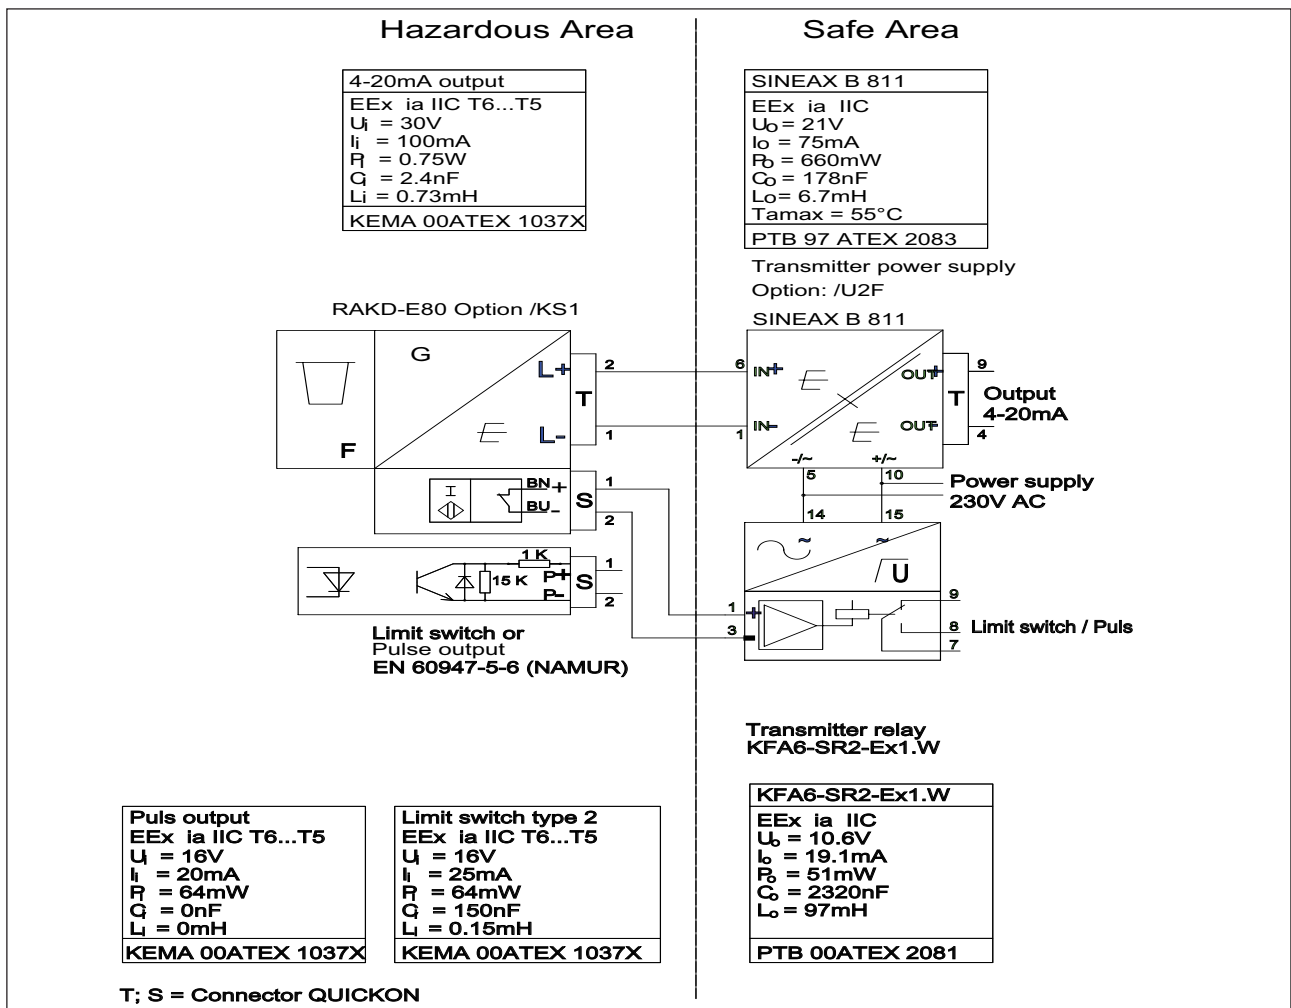 Hazardous Area
Safe Area
4-20mA output
EEx ia IIC T6...T5
Ui = 30V
Ii = 100mA
Pi = 0.75W
Ci = 2.4nF
Li = 0.73mH
KEMA 00ATEX 1037X
SINEAX B 811
EEx ia IIC
Uo = 21V
Io = 75mA
Po = 660mW
Co = 178nF
Lo = 6.7mH
Tamax = 55°C
PTB 97 ATEX 2083
Transmitter power supply
Option: /U2F
SINEAX B 811
RAKD-E80 Option /KS1
F
G
E
L+
L-
T
2
1
6
1
IN+
IN-
E
E
OUT+
OUT-
T
9
4
Output
4-20mA
-/~
+/~
5
10
Power supply
230V AC
14
15
~
~
U
I
BN +
BU -
S
1
2
1 K
15 K
P+
P-
S
1
2
Limit switch or
Pulse output
EN 60947-5-6 (NAMUR)
1 +
3 -
9
8
7
Limit switch / Puls
Transmitter relay
KFA6-SR2-Ex1.W
Puls output
EEx ia IIC T6...T5
Ui = 16V
Ii = 20mA
Pi = 64mW
Ci = 0nF
Li = 0mH
KEMA 00ATEX 1037X
Limit switch type 2
EEx ia IIC T6...T5
Ui = 16V
Ii = 25mA
Pi = 64mW
Ci = 150nF
Li = 0.15mH
KEMA 00ATEX 1037X
KFA6-SR2-Ex1.W
EEx ia IIC
Uo = 10.6V
Io = 19.1mA
Po = 51mW
Co = 2320nF
Lo = 97mH
PTB 00ATEX 2081
T; S = Connector QUICKON